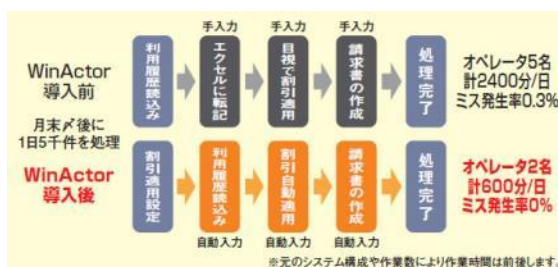 手入力
手入力
手入力
WinActor
導入前
利用履歴読込み
エクセルに転記
目視で割引適用
請求書の作成
処理完了
オペレータ5名
計2400分/日
ミス発生率0.3%
月末〆後に
1日5千件を処理
WinActor
導入後
割引適用設定
利用履歴読込み
割引自動適用
請求書の作成
処理完了
オペレータ2名
計600分/日
ミス発生率0%
自動入力
自動入力
自動入力
※元のシステム構成や作業数により作業時間は前後します。